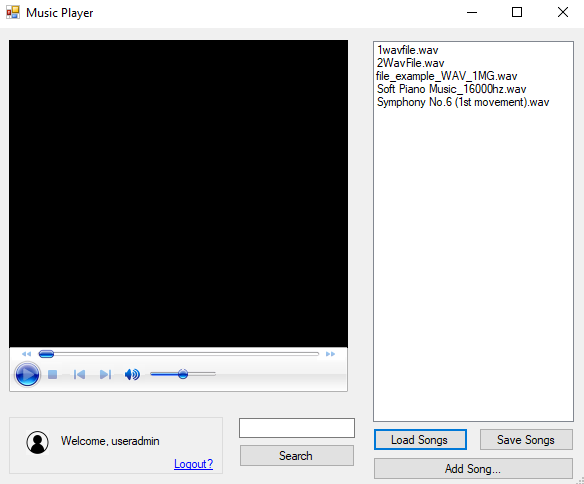 Music Player
1wavfile.wav
2WavFile.wav
file_example_WAV_1MG.wav
Soft Piano Music_16000hz.wav
Symphony No.6 (1st movement).wav
Welcome, useradmin
Logout?
Search
Load Songs
Save Songs
Add Song...